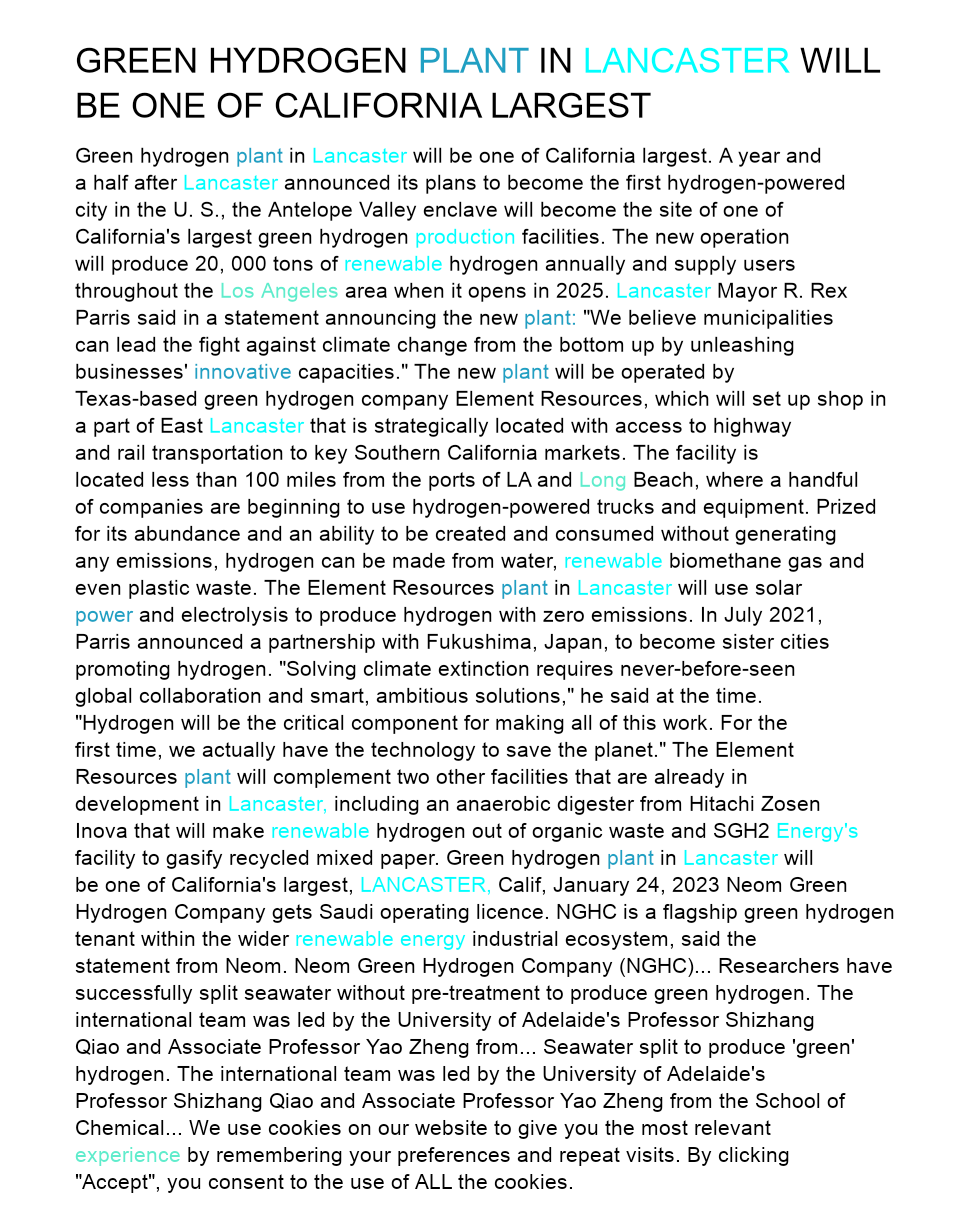 GREEN HYDROGEN PLANT IN LANCASTER WILL
BE ONE OF CALIFORNIA LARGEST
Green hydrogen plant in Lancaster will be one of California largest. A year and
a half after Lancaster announced its plans to become the first hydrogen-powered
city in the U. S., the Antelope Valley enclave will become the site of one of
California's largest green hydrogen production facilities. The new operation
will produce 20, 000 tons of renewable hydrogen annually and supply users
throughout the Los Angeles area when it opens in 2025. Lancaster Mayor R. Rex
Parris said in a statement announcing the new plant: "We believe municipalities
can lead the fight against climate change from the bottom up by unleashing
businesses' innovative capacities." The new plant will be operated by
Texas-based green hydrogen company Element Resources, which will set up shop in
a part of East Lancaster that is strategically located with access to highway
and rail transportation to key Southern California markets. The facility is
located less than 100 miles from the ports of LA and Long Beach, where a handful
of companies are beginning to use hydrogen-powered trucks and equipment. Prized
for its abundance and an ability to be created and consumed without generating
any emissions, hydrogen can be made from water, renewable biomethane gas and
even plastic waste. The Element Resources plant in Lancaster will use solar
power and electrolysis to produce hydrogen with zero emissions. In July 2021,
Parris announced a partnership with Fukushima, Japan, to become sister cities
promoting hydrogen. "Solving climate extinction requires never-before-seen
global collaboration and smart, ambitious solutions," he said at the time.
"Hydrogen will be the critical component for making all of this work. For the
first time, we actually have the technology to save the planet." The Element
Resources plant will complement two other facilities that are already in
development in Lancaster, including an anaerobic digester from Hitachi Zosen
Inova that will make renewable hydrogen out of organic waste and SGH2 Energy's
facility to gasify recycled mixed paper. Green hydrogen plant in Lancaster will
be one of California's largest, LANCASTER, Calif, January 24, 2023 Neom Green
Hydrogen Company gets Saudi operating licence. NGHC is a flagship green hydrogen
tenant within the wider renewable energy industrial ecosystem, said the
statement from Neom. Neom Green Hydrogen Company (NGHC)... Researchers have
successfully split seawater without pre-treatment to produce green hydrogen. The
international team was led by the University of Adelaide's Professor Shizhang
Qiao and Associate Professor Yao Zheng from... Seawater split to produce 'green'
hydrogen. The international team was led by the University of Adelaide's
Professor Shizhang Qiao and Associate Professor Yao Zheng from the School of
Chemical... We use cookies on our website to give you the most relevant
experience by remembering your preferences and repeat visits. By clicking
"Accept", you consent to the use of ALL the cookies.